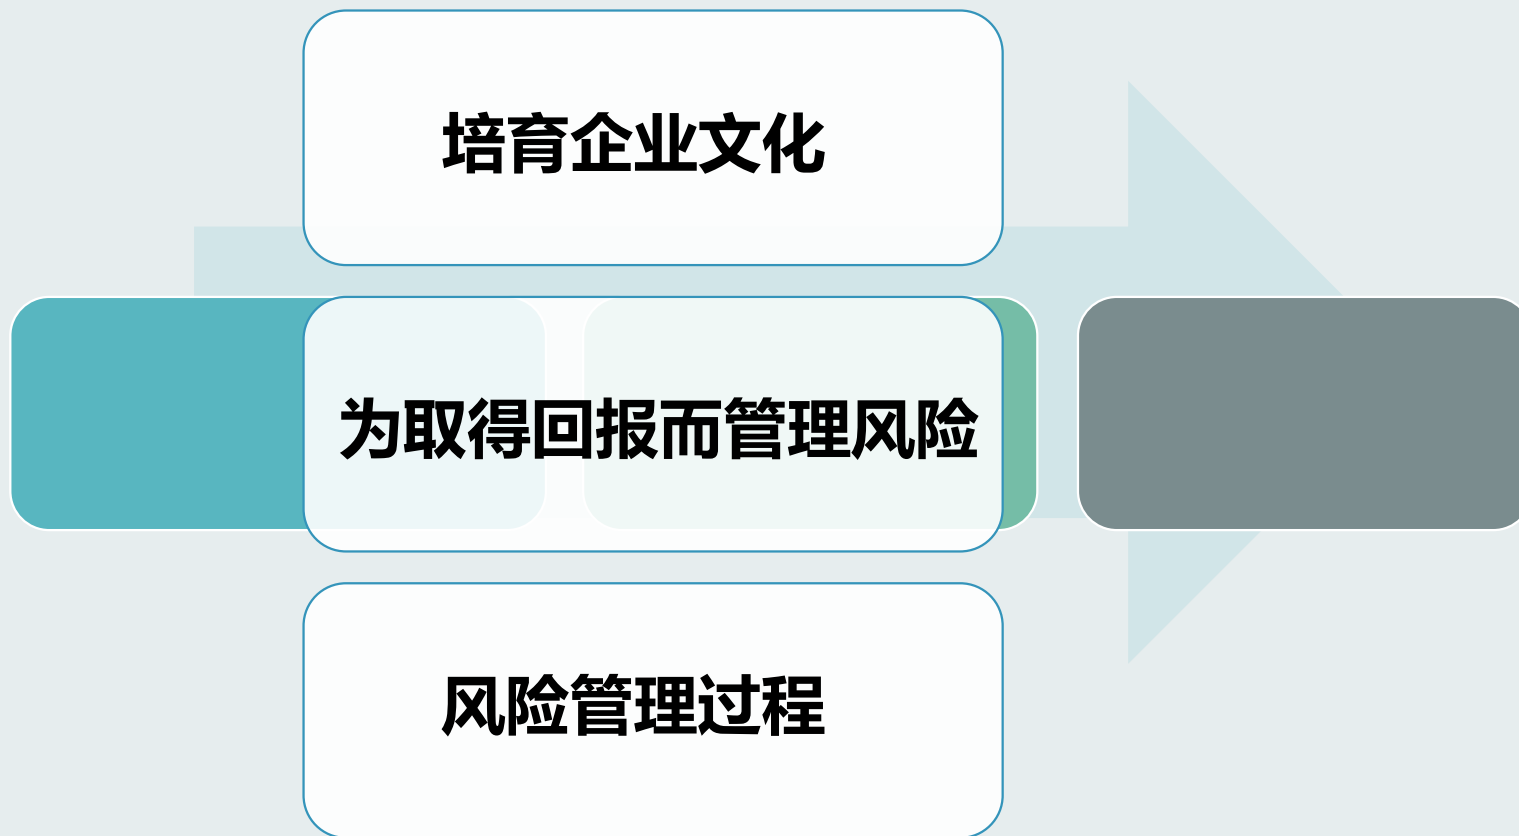 培育企业文化
为取得回报而管理风险
风险管理过程